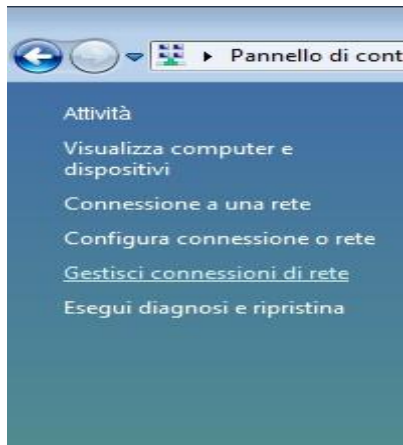 Pannello di cont
Attività
Visualizza computer e
dispositivi
Connessione a una rete
Configura connessione o rete
Gestisci connessioni di rete
Esegui diagnosi e ripristina